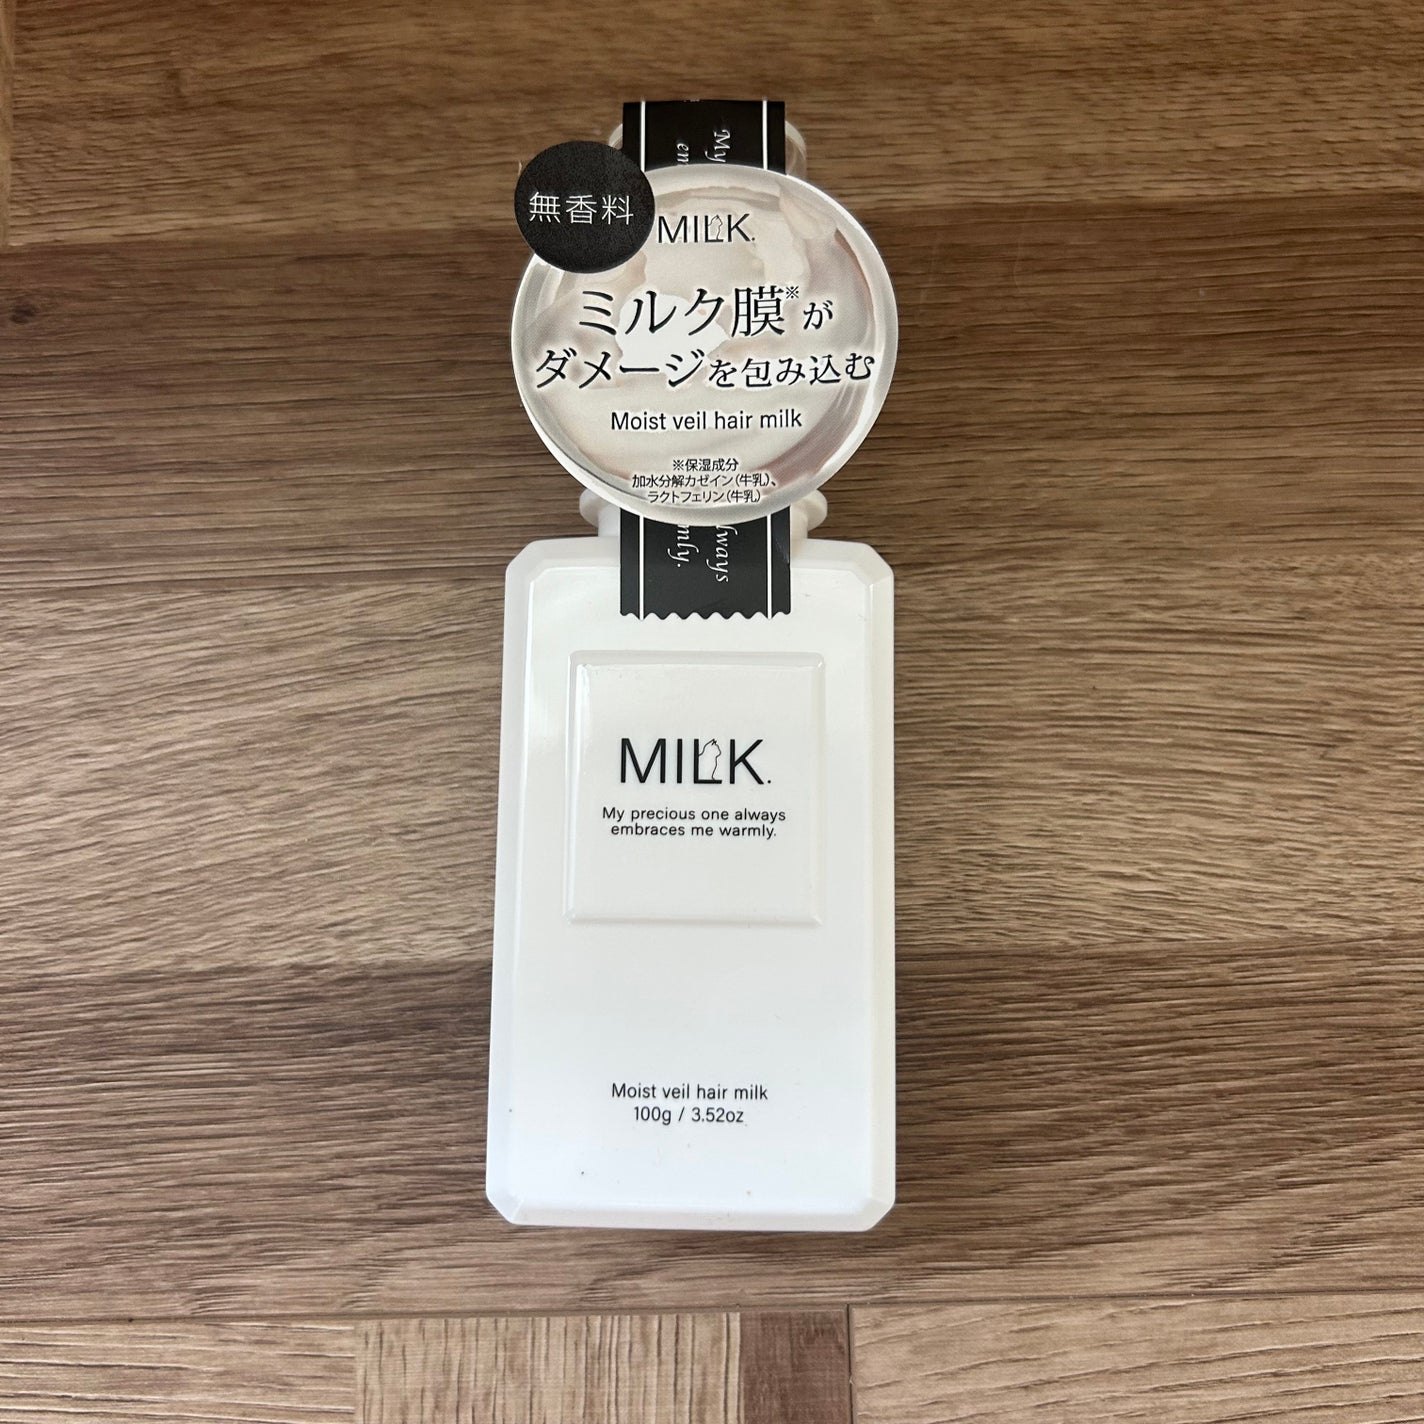 無香料
MILK.
ミルク膜※が
ダメージを包み込む
Moist veil hair milk
※保湿成分
加水分解カゼイン(牛乳)、
ラクトフェリン(牛乳)
MILK.
My precious one always
embraces me warmly.
Moist veil hair milk
100g / 3.52oz